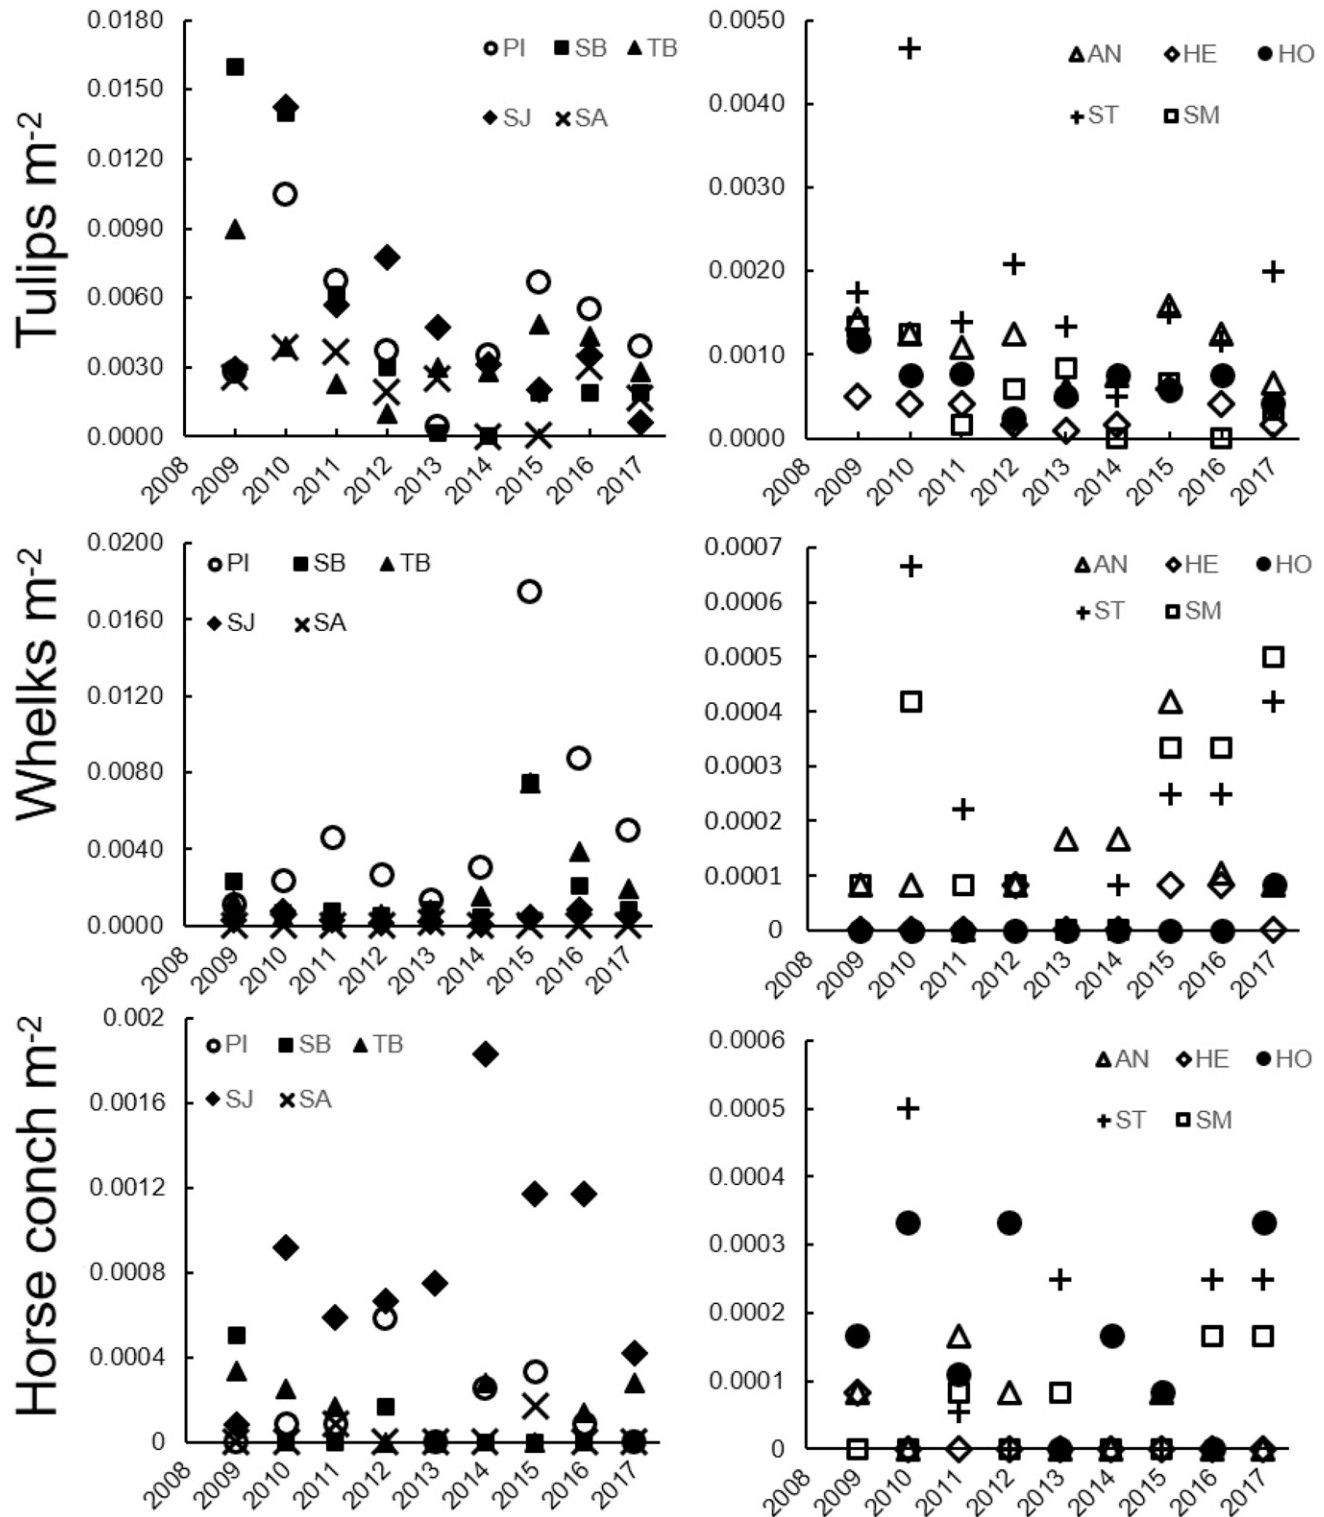 Tulips m-2
0.0180
0.0150
0.0120
0.0090
0.0060
0.0030
0.0000
PI SB TB
SJ SA
2008 2009 2010 2011 2012 2013 2014 2015 2016 2017
0.0050
0.0040
0.0030
0.0020
0.0010
0.0000
AN HE HO
ST SM
2008 2009 2010 2011 2012 2013 2014 2015 2016 2017
Whelks m-2
0.0200
0.0160
0.0120
0.0080
0.0040
0.0000
PI SB TB
SJ SA
2008 2009 2010 2011 2012 2013 2014 2015 2016 2017
0.0007
0.0006
0.0005
0.0004
0.0003
0.0002
0.0001
0
AN HE HO
ST SM
2008 2009 2010 2011 2012 2013 2014 2015 2016 2017
Horse conch m-2
0.002
0.0016
0.0012
0.0008
0.0004
0
PI SB TB
SJ SA
2008 2009 2010 2011 2012 2013 2014 2015 2016 2017
0.0006
0.0005
0.0004
0.0003
0.0002
0.0001
0
AN HE HO
ST SM
2008 2009 2010 2011 2012 2013 2014 2015 2016 2017